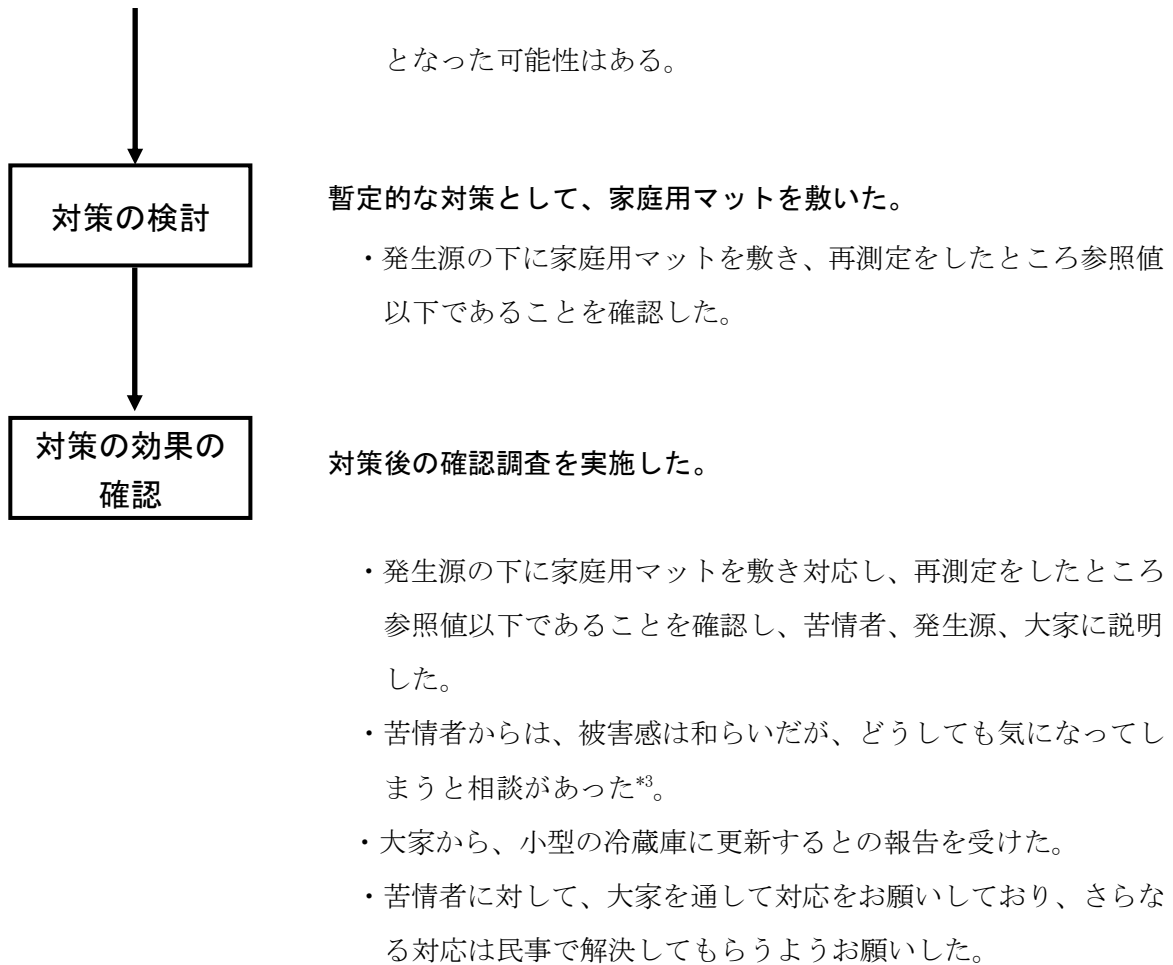 となった可能性はある。
対策の検討
暫定的な対策として、家庭用マットを敷いた。
・発生源の下に家庭用マットを敷き、再測定をしたところ参照値
以下であることを確認した。
対策の効果の
確認
対策後の確認調査を実施した。
・発生源の下に家庭用マットを敷き対応し、再測定をしたところ
参照値以下であることを確認し、苦情者、発生源、大家に説明
した。
・苦情者からは、被害感は和らいだが、どうしても気になってし
まうと相談があった*3。
・大家から、小型の冷蔵庫に更新するとの報告を受けた。
・苦情者に対して、大家を通して対応をお願いしており、さらな
る対応は民事で解決してもらうようお願いした。